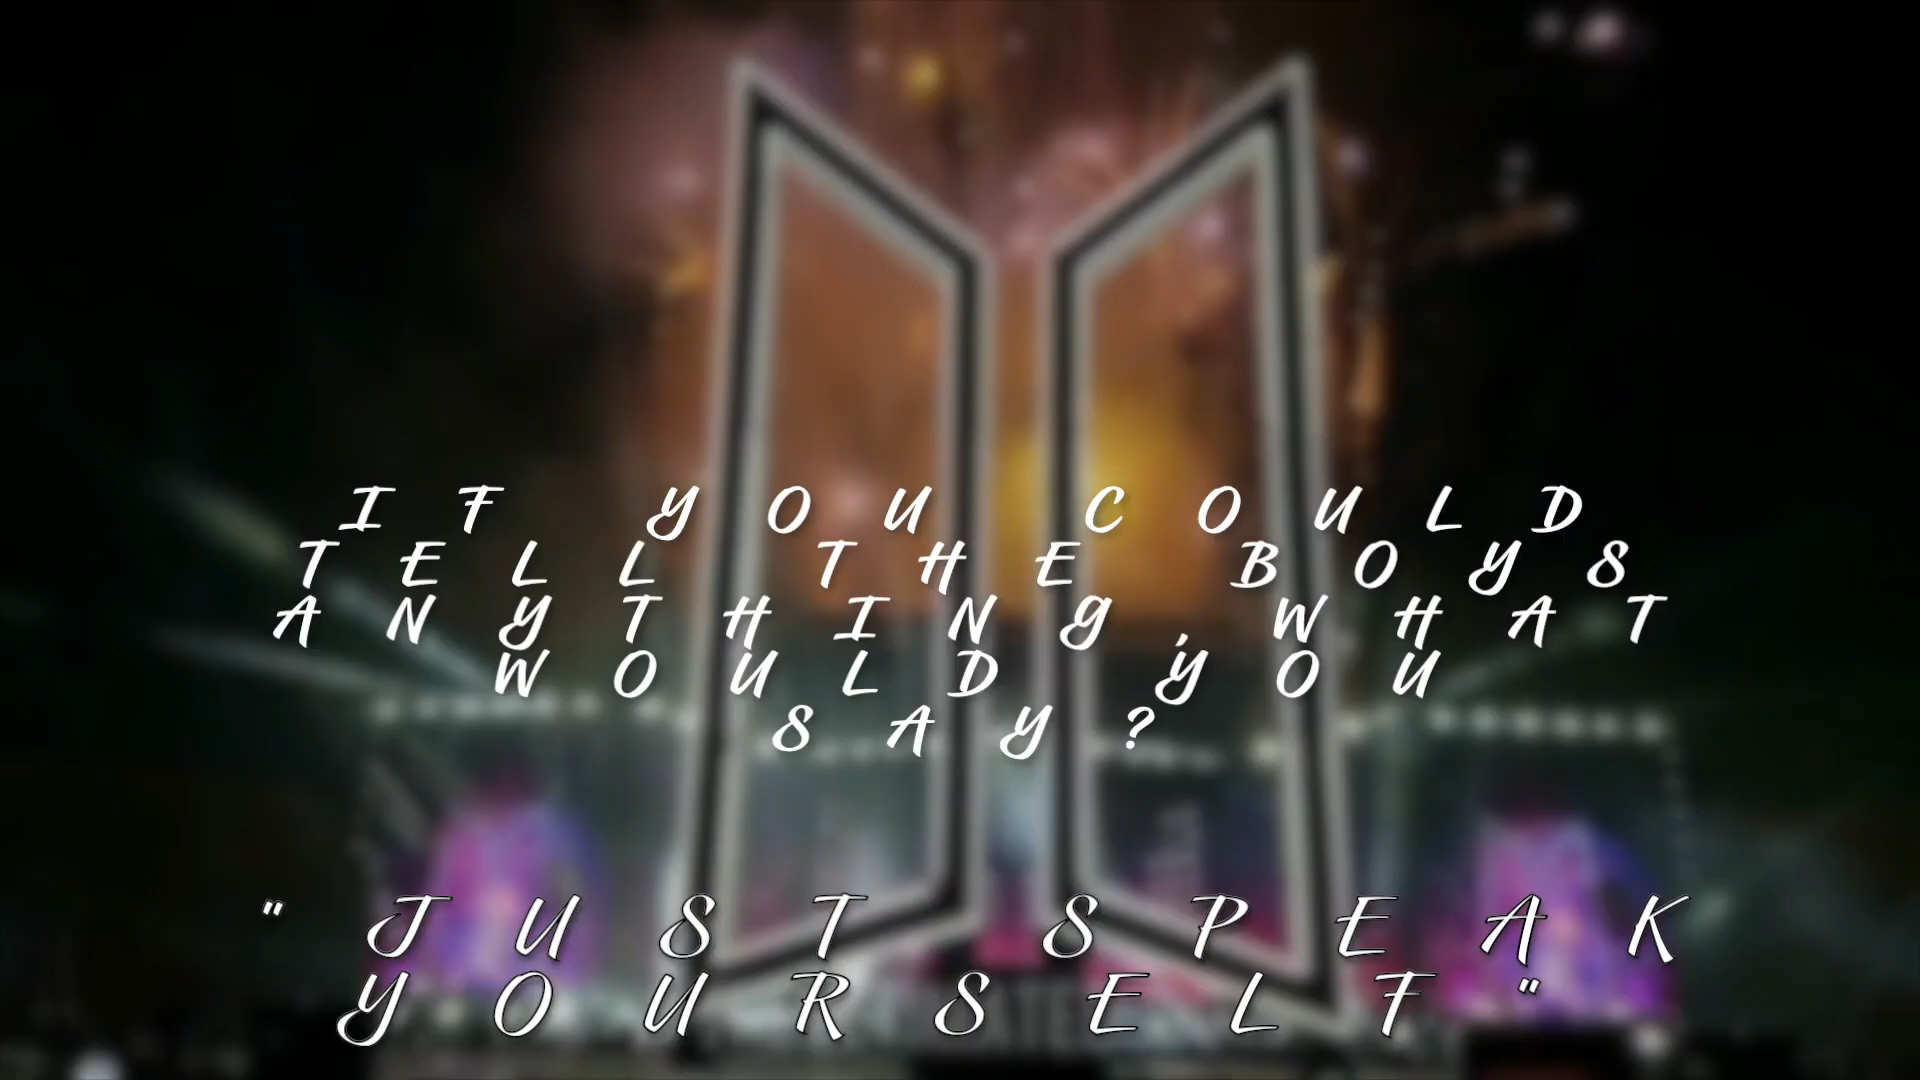 IF YOU COULD
TELL THE BOYS
ANYTHING, WHAT
WOULD YOU
SAY?
"JUST SPEAK
YOURSELF"